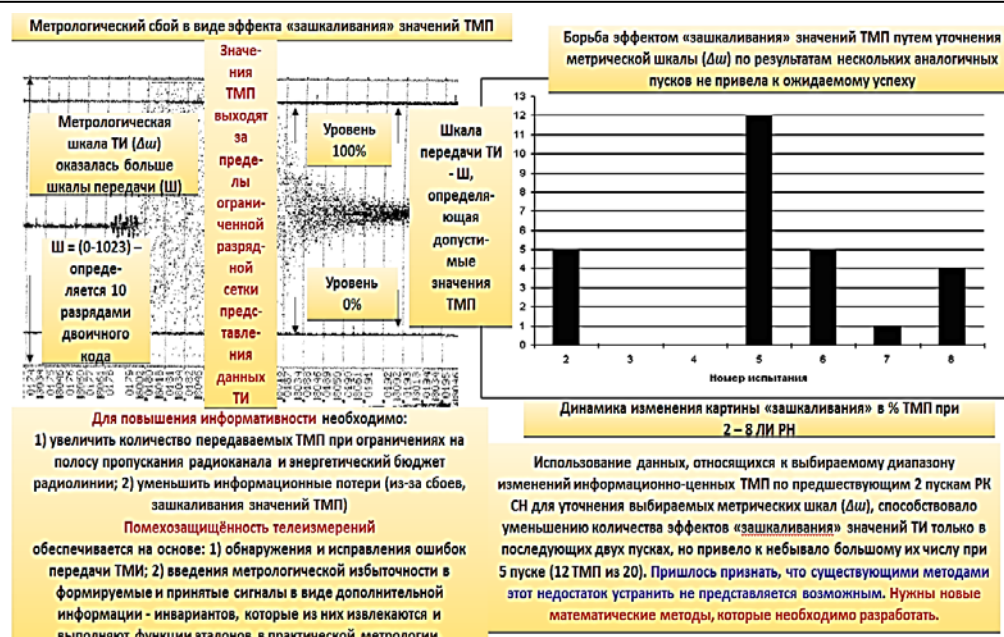 Метрологический сбой в виде эффекта «зашкаливания» значений ТМП
Значе-
ния
ТМП
выходят
за
преде-
лы
ограни-
ченной
разряд-
ной
сетки
предс-
тавле-
ния
данных
ТИ
Метрологическая
шкала ТИ (Δш)
оказалась больше
шкалы передачи (Ш)
Ш = (0-1023) –
опреде-
ляется 10
разрядами
двоичного
кода
Уровень
100%
Уровень
0%
Шкала
передачи ТИ
- Ш,
определя-
ющая
допусти-
мые
значения
ТМП
Борьба эффектом «зашкаливания» значений ТМП путем уточнения
метрической шкалы (Δш) по результатам нескольких аналогичных
пусков не привела к ожидаемому успеху
13
12
11
10
9
8
7
6
5
4
3
2
1
0
2 3 4 5 6 7 8
Номер испытания
Динамика изменения картины «зашкаливания» в % ТМП при
2 – 8 ЛИ РН
Для повышения информативности необходимо:
1) увеличить количество передаваемых ТМП при ограничениях на
полосу пропускания радиоканала и энергетический бюджет
радиолинии; 2) уменьшить информационные потери (из-за сбоев,
зашкаливания значений ТМП)
Помехозащищённость телеизмерений
обеспечивается на основе: 1) обнаружения и исправления ошибок
передачи ТМИ; 2) введения метрологической избыточности в
формируемые и принятые сигналы в виде дополнительной
информации - инвариантов, которые из них извлекаются и
выполняют функции эталонов в практической метрологии
Использование данных, относящихся к выбираемому диапазону
изменений информационно-ценных ТМП по предшествующим 2 пускам РК
СН для уточнения выбираемых метрических шкал (Δш), способствовало
уменьшению количества эффектов «зашкаливания» значений ТИ только в
последующих двух пусках, но привело к небывало большому их числу при
5 пуске (12 ТМП из 20). Пришлось признать, что существующими методами
этот недостаток устранить не представляется возможным. Нужны новые
математические методы, которые необходимо разработать.